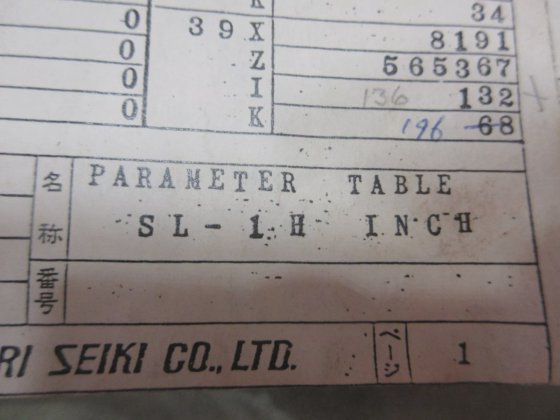 0 K 34
0 39 X 8191
0 Z 565367
0 I 136 132
K 196 -68
名称 PARAMETER TABLE
SL-1H INCH
番号
RI SEIKI CO., LTD. ページ 1